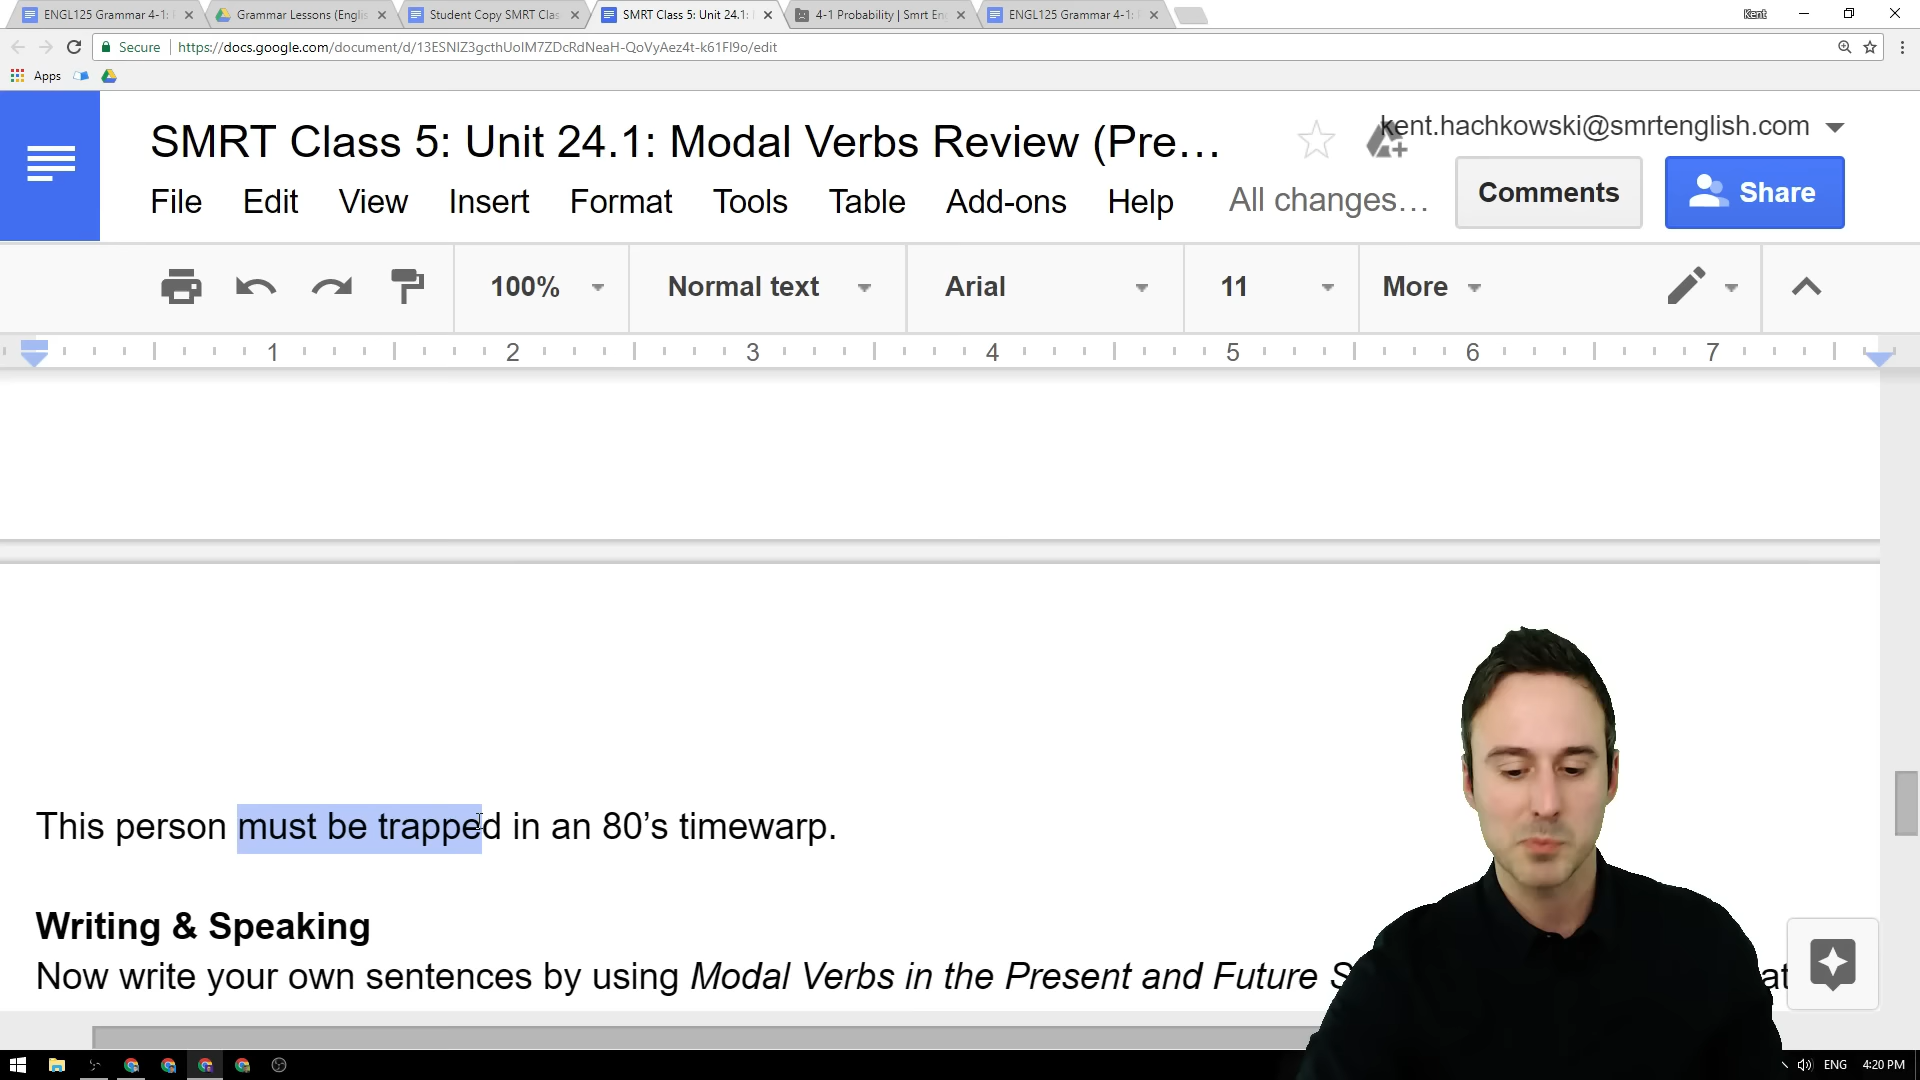 ENGL125 Grammar 4-1:
Grammar Lessons (Englis
Student Copy SMRT Clas
SMRT Class 5: Unit 24.1:
4-1 Probability | Smrt En
ENGL125 Grammar 4-1:
Kent
Secure
https://docs.google.com/document/d/13ESNIZ3gcthUoIM7ZDcRdNeaH-QoVyAez4t-k61FI9o/edit
Apps
SMRT Class 5: Unit 24.1: Modal Verbs Review (Pre…
kent.hachkowski@smrtenglish.com
File Edit View Insert Format Tools Table Add-ons Help All changes…
Comments
Share
100% Normal text Arial 11 More
1 2 3 4 5 6 7
This person must be trapped in an 80’s timewarp.
Writing & Speaking
Now write your own sentences by using Modal Verbs in the Present and Future S at
ENG 4:20 PM